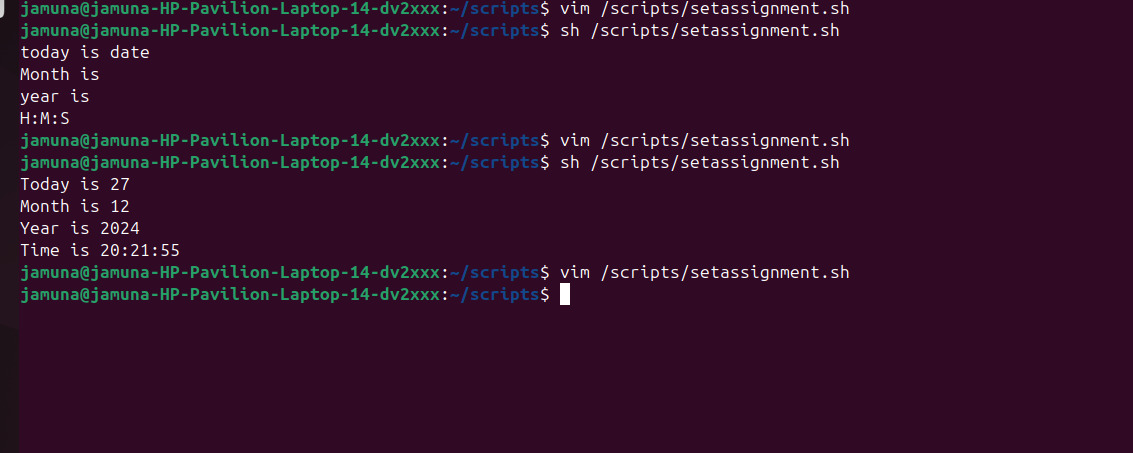 jamuna@jamuna-HP-Pavilion-Laptop-14-dv2xxx:~/scripts$ vim /scripts/setassignment.sh
jamuna@jamuna-HP-Pavilion-Laptop-14-dv2xxx:~/scripts$ sh /scripts/setassignment.sh
today is date
Month is
year is
H:M:S
jamuna@jamuna-HP-Pavilion-Laptop-14-dv2xxx:~/scripts$ vim /scripts/setassignment.sh
jamuna@jamuna-HP-Pavilion-Laptop-14-dv2xxx:~/scripts$ sh /scripts/setassignment.sh
Today is 27
Month is 12
Year is 2024
Time is 20:21:55
jamuna@jamuna-HP-Pavilion-Laptop-14-dv2xxx:~/scripts$ vim /scripts/setassignment.sh
jamuna@jamuna-HP-Pavilion-Laptop-14-dv2xxx:~/scripts$